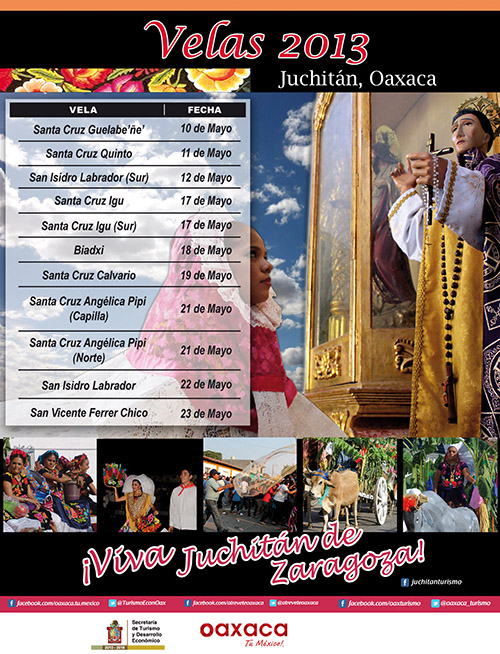 Velas 2013
Juchitán, Oaxaca
VELA FECHA
Santa Cruz Guelabe'ñe' 10 de Mayo
Santa Cruz Quinto 11 de Mayo
San Isidro Labrador (Sur) 12 de Mayo
Santa Cruz Igu 17 de Mayo
Santa Cruz Igu (Sur) 17 de Mayo
Biadxi 18 de Mayo
Santa Cruz Calvario 19 de Mayo
Santa Cruz Angélica Pipi
(Capilla) 21 de Mayo
Santa Cruz Angélica Pipi
(Norte) 21 de Mayo
San Isidro Labrador 22 de Mayo
San Vicente Ferrer Chico 23 de Mayo
¡Viva Juchitán de
Zaragoza!
juchitanturismo
facebook.com/oaxaca.tu.mexico @TurismoEconOax facebook.com/atreveteoaxaca @atreveteoaxaca facebook.com/oaxturismo @oaxaca_turismo
Secretaría
de Turismo
y Desarrollo
Económico
2010 - 2016
oaxaca
Tú México!